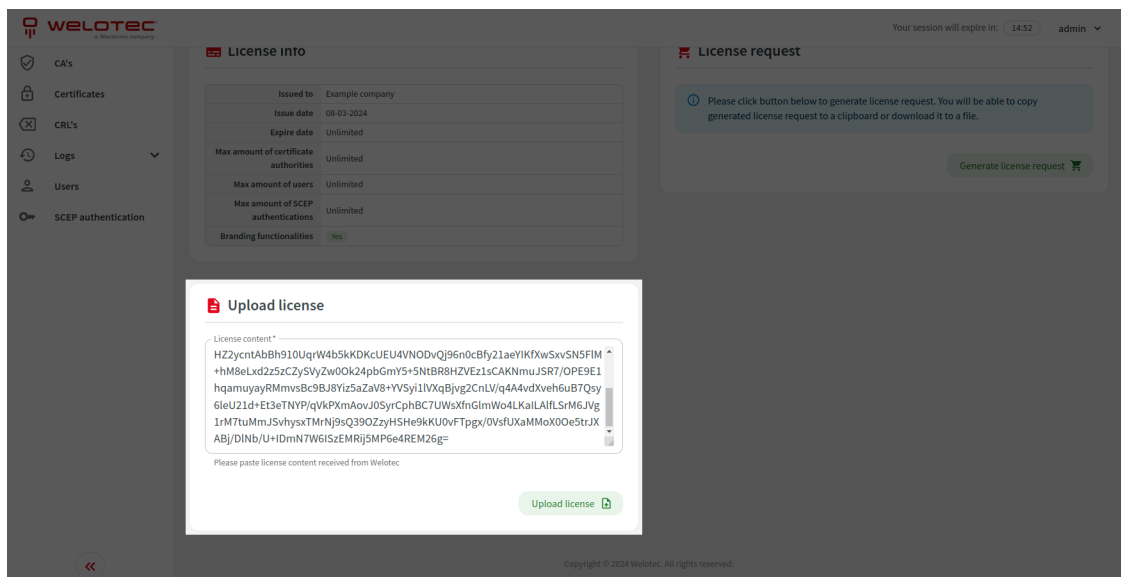 WELOTEC
a Westermo company
Your session will expire in: 14:52 admin
CA's
Certificates
CRL's
Logs
Users
SCEP authentication
License info
Issued to Example company
Issue date 08-03-2024
Expire date Unlimited
Max amount of certificate
authorities Unlimited
Max amount of users Unlimited
Max amount of SCEP
authentications Unlimited
Branding functionalities Yes
License request
Please click button below to generate license request. You will be able to copy
generated license request to a clipboard or download it to a file.
Generate license request
Upload license
License content *
HZ2ycntAbBh910UqrW4b5kKDKcUEU4VNODvQj96n0cBfy21aeYIKfXwSxvSN5FlM
+hM8eLxd2z5zCZySVyZw0Ok24pbGmY5+5NtBR8HZVEz1sCAKNmuJSR7/OPE9E1
hqamuyayRMmvsBc9BJ8Yiz5aZaV8+YVSyi1lVXqBjvg2CnLV/q4A4vdXveh6uB7Qsy
6leU21d+Et3eTNYP/qVkPXmAovJ0SyrCphBC7UWsXfnGlmWo4LKaILAlfLSrM6JVg
1rM7tuMmJSvhysxTMrNj9sQ39OZzyHSHe9kKU0vFTpgx/0VsfUXaMMoX0Oe5trJX
ABj/DlNb/U+IDmN7W6ISzEMRij5MP6e4REM26g=
Please paste license content received from Welotec
Upload license
Copyright © 2024 Welotec. All rights reserved.